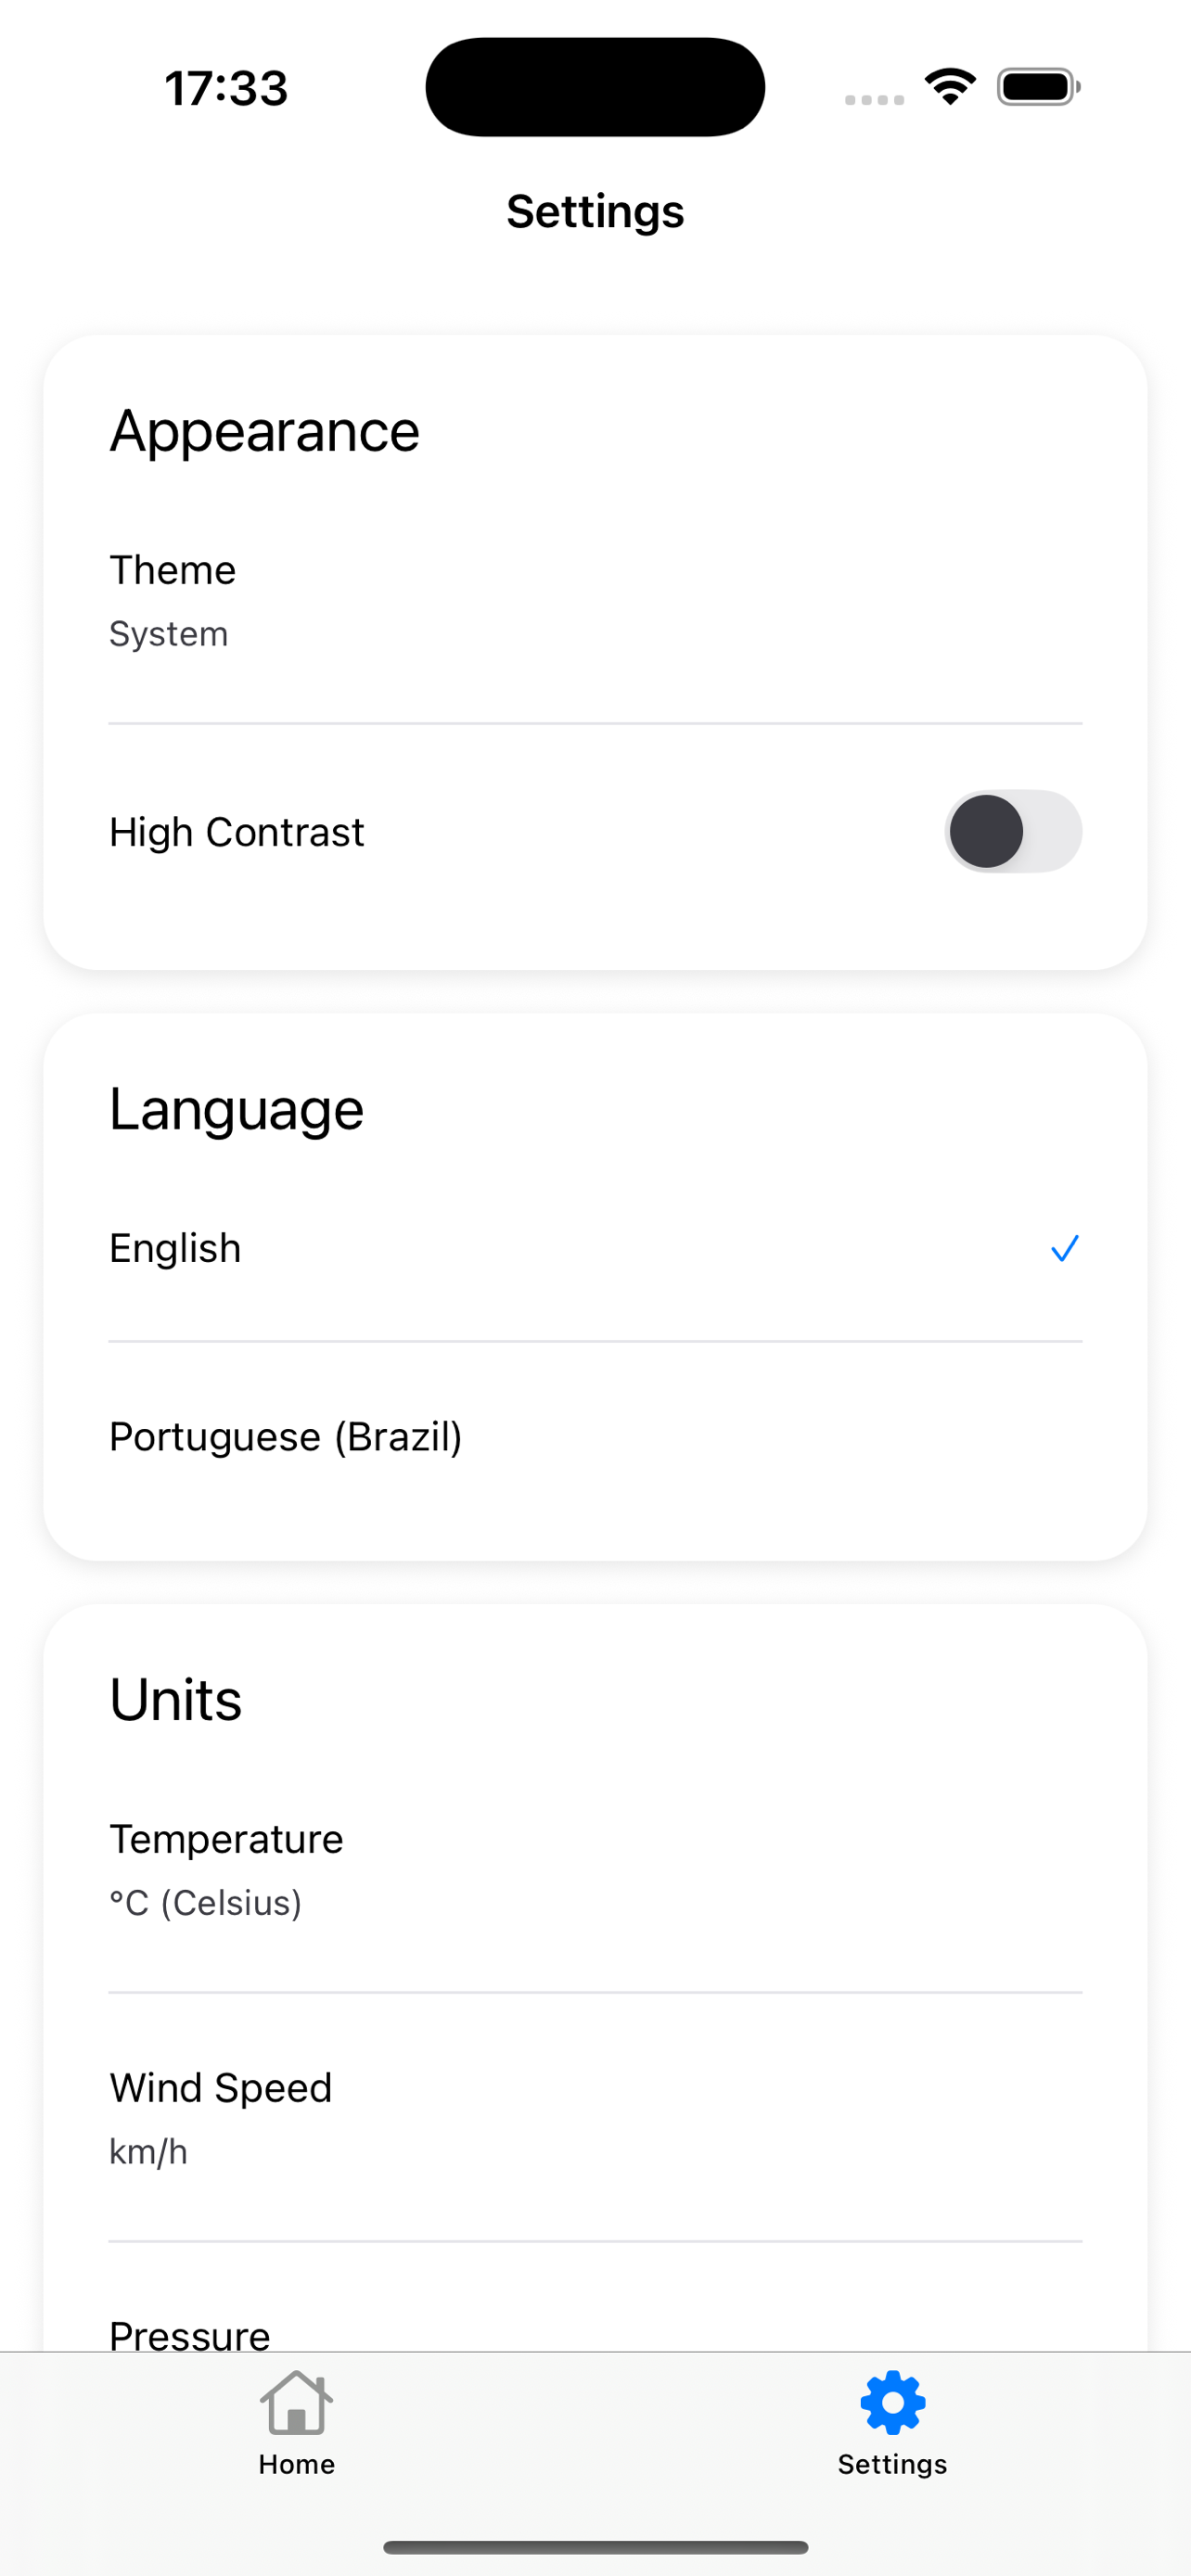 17:33
Settings
Appearance
Theme
System
High Contrast
Language
English
Portuguese (Brazil)
Units
Temperature
°C (Celsius)
Wind Speed
km/h
Pressure
Home
Settings